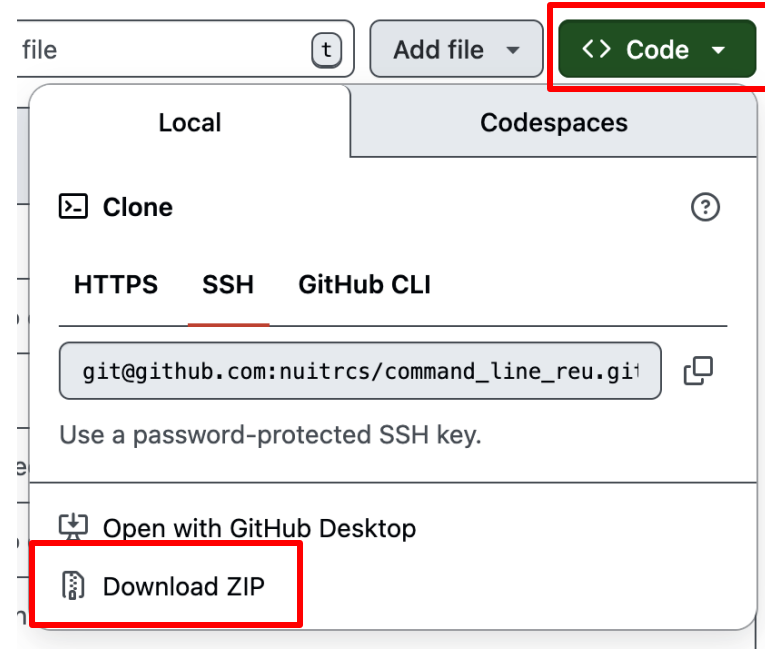 file t Add file <> Code
Local Codespaces
Clone ?
HTTPS SSH GitHub CLI
git@github.com:nuitrcs/command_line_reu.git
Use a password-protected SSH key.
Open with GitHub Desktop
Download ZIP